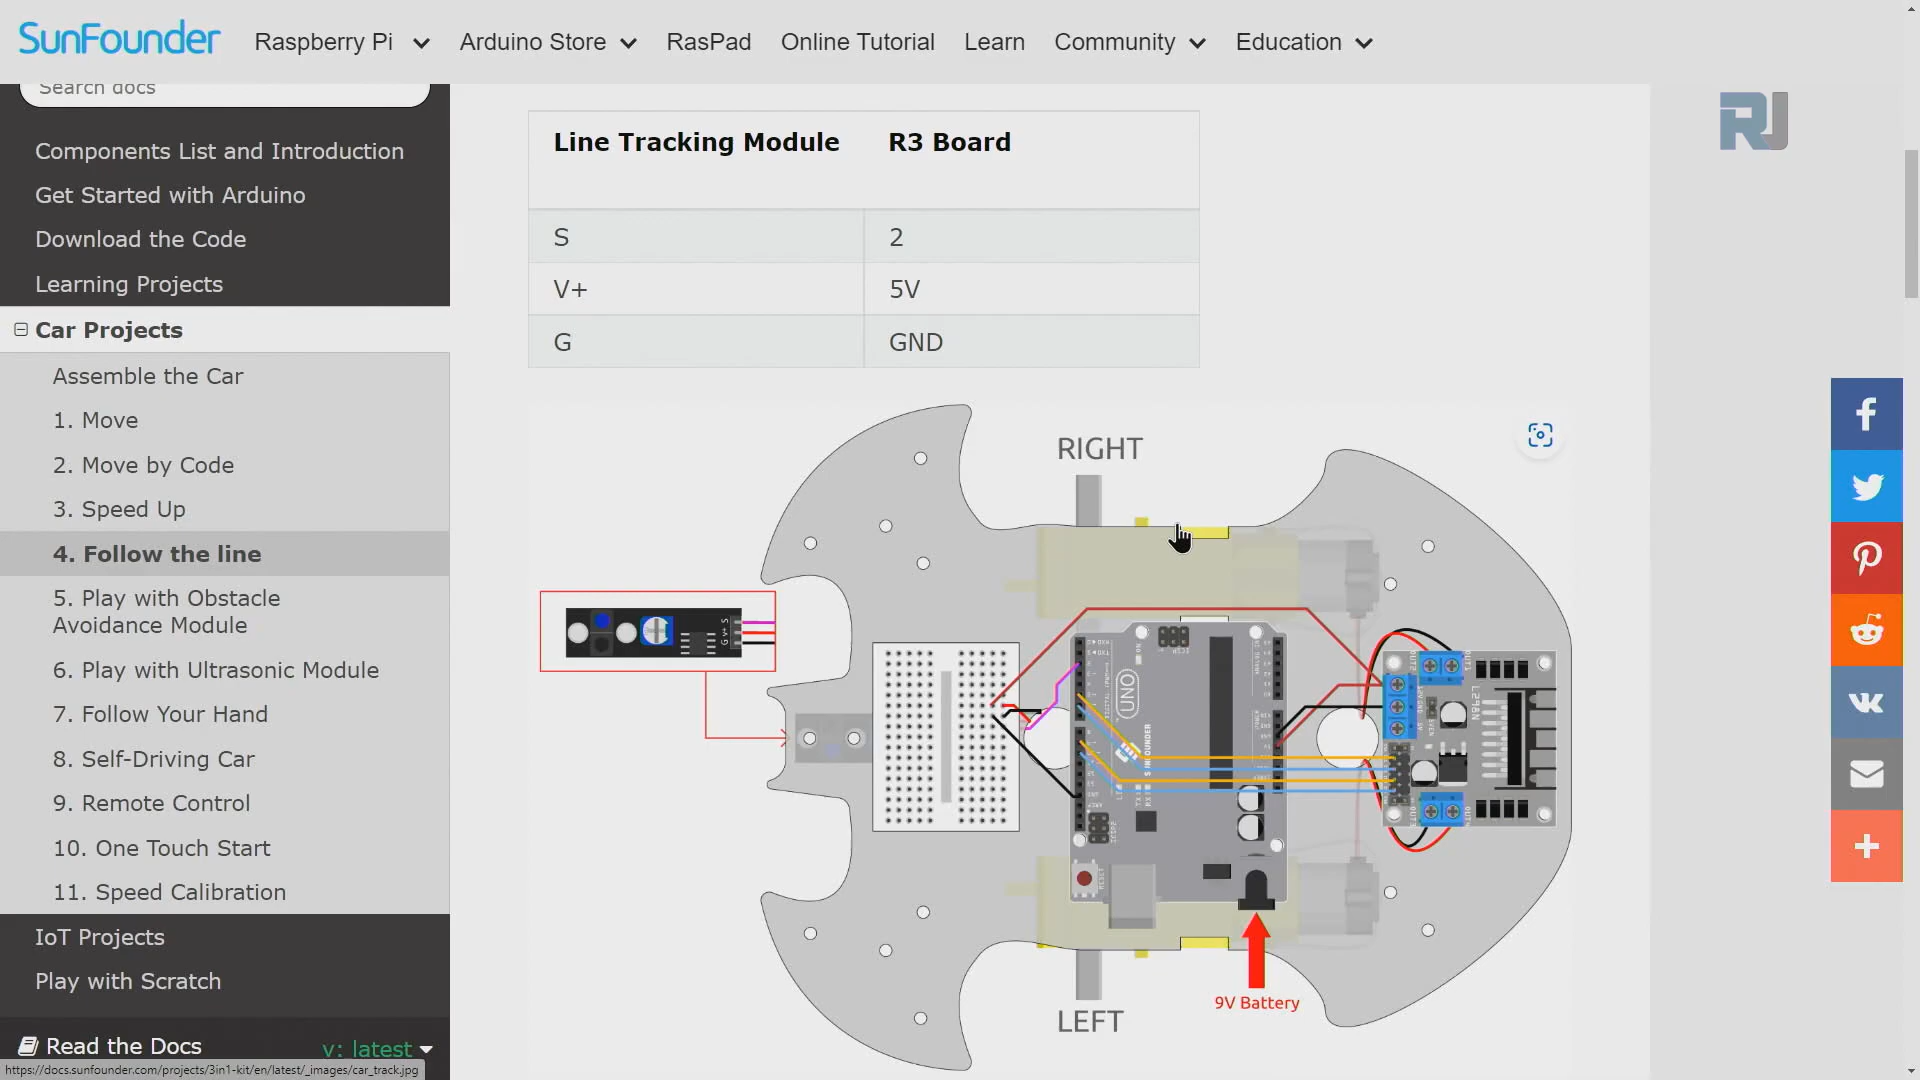 SunFounder
Raspberry Pi
Arduino Store
RasPad
Online Tutorial
Learn
Community
Education
Search docs
Components List and Introduction
Get Started with Arduino
Download the Code
Learning Projects
Car Projects
Assemble the Car
1. Move
2. Move by Code
3. Speed Up
4. Follow the line
5. Play with Obstacle
Avoidance Module
6. Play with Ultrasonic Module
7. Follow Your Hand
8. Self-Driving Car
9. Remote Control
10. One Touch Start
11. Speed Calibration
IoT Projects
Play with Scratch
Read the Docs
v: latest
https://docs.sunfounder.com/projects/3in1-kit/en/latest/_images/car_track.jpg
Line Tracking Module R3 Board
S 2
V+ 5V
G GND
RJ
RIGHT
G V+ S
UNO
SUNFOUNDER
RESET
L298N
9V Battery
LEFT